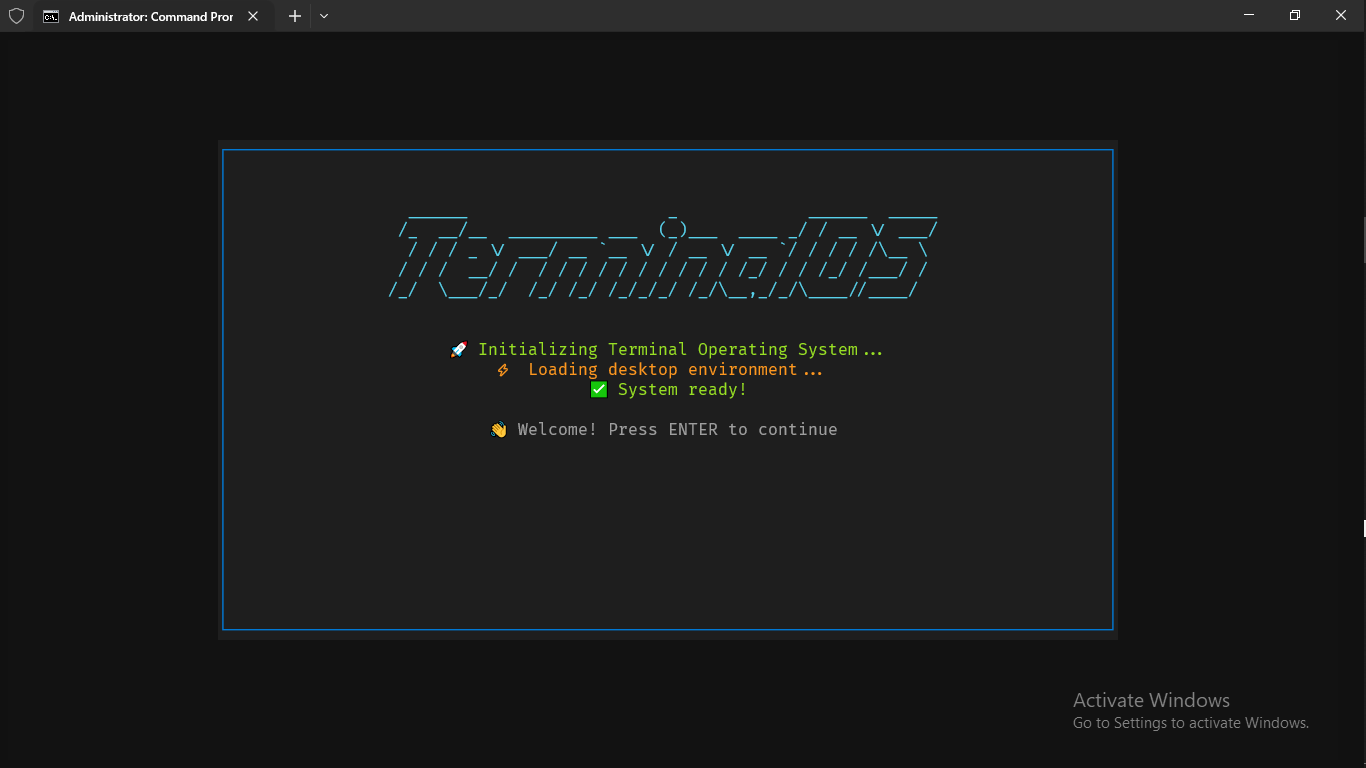 Administrator: Command Pror
TerminalOS
🚀 Initializing Terminal Operating System...
⚡ Loading desktop environment...
✅ System ready!
👋 Welcome! Press ENTER to continue
Activate Windows
Go to Settings to activate Windows.